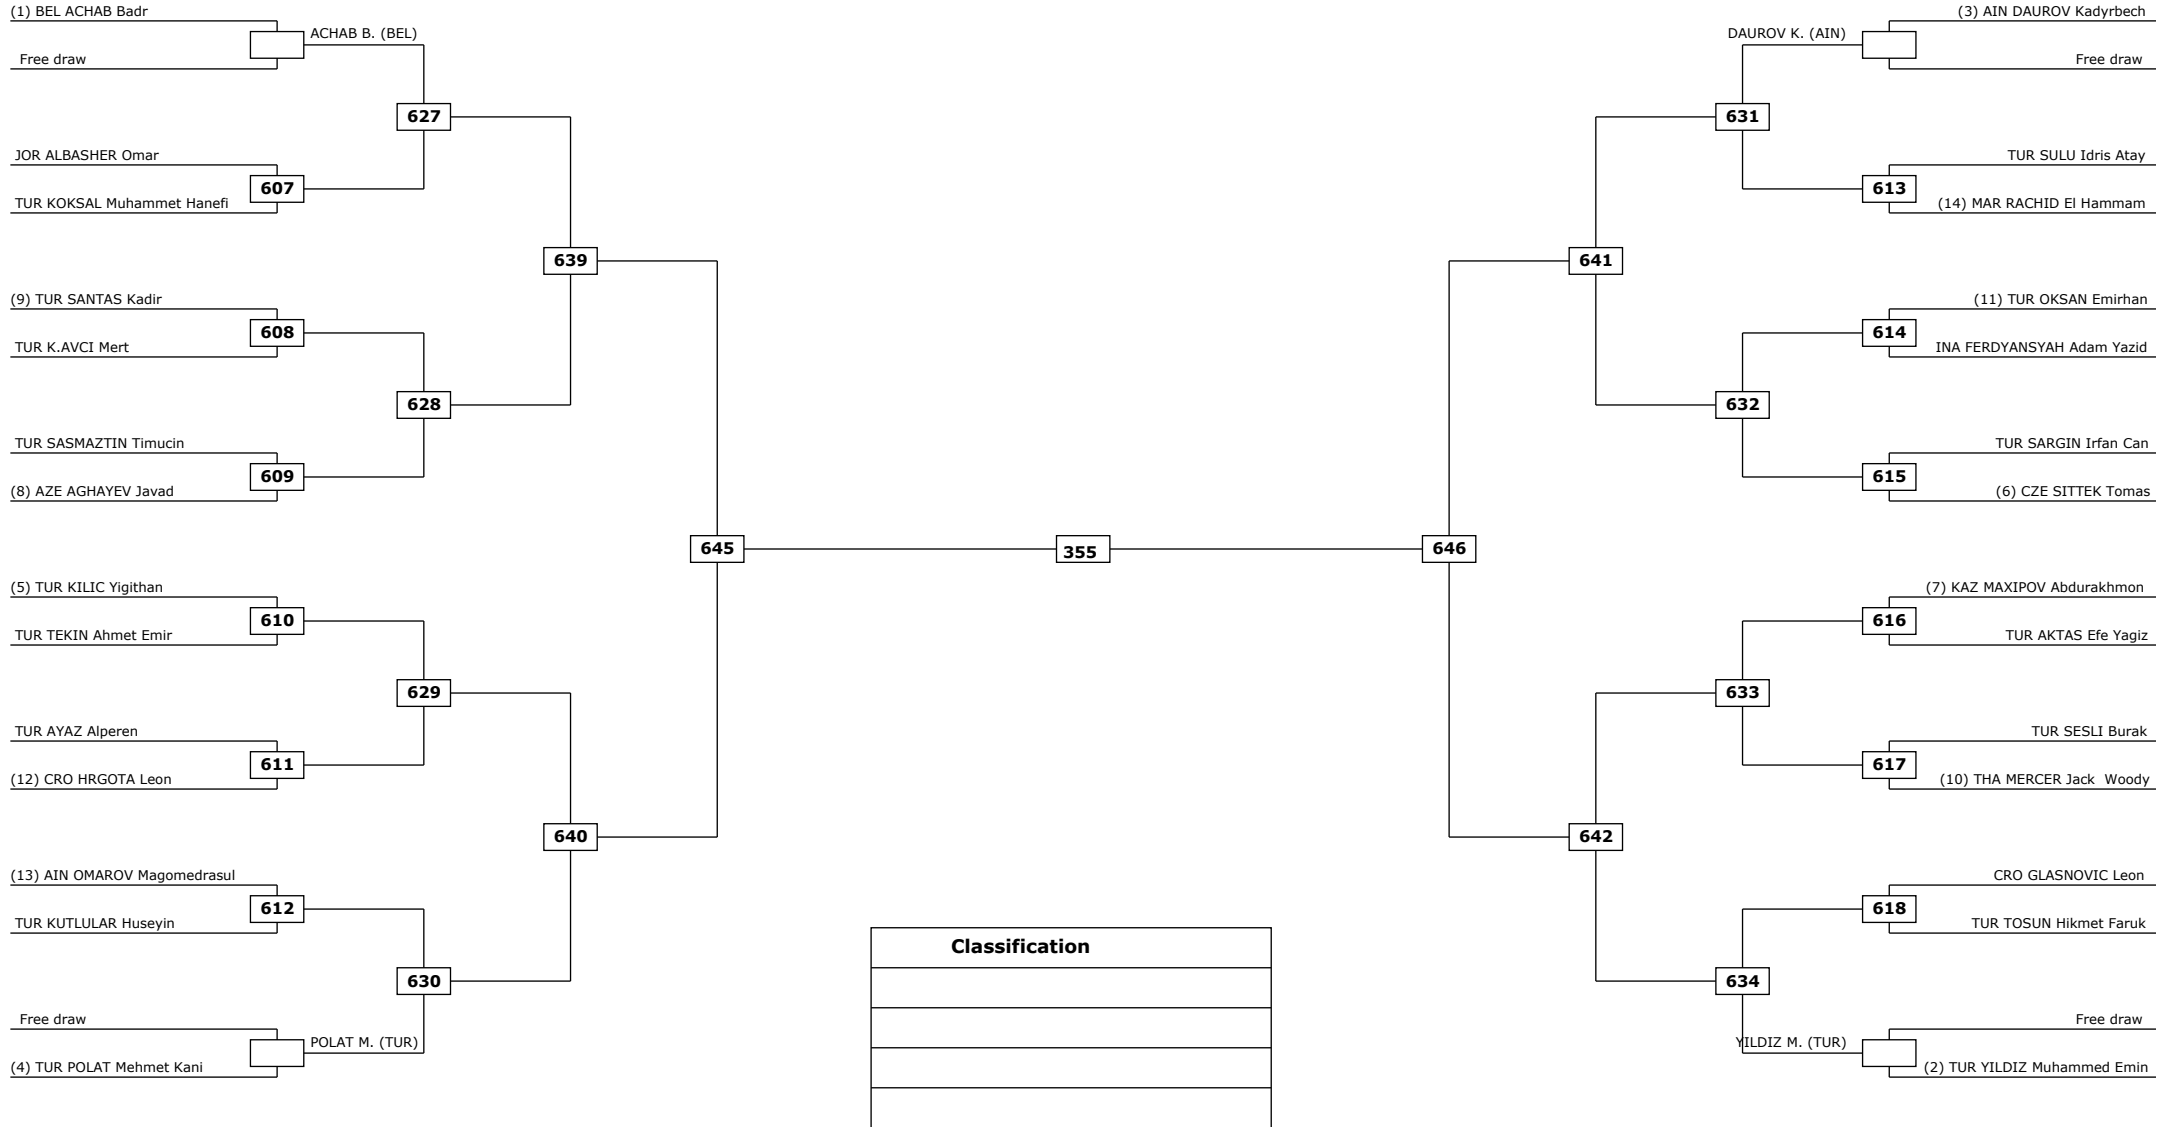 (1) BEL ACHAB Badr
ACHAB B. (BEL)
Free draw
627
JOR ALBASHER Omar
607
TUR KOKSAL Muhammet Hanefi
639
(9) TUR SANTAS Kadir
608
TUR K.AVCI Mert
628
TUR SASMAZTIN Timucin
609
(8) AZE AGHAYEV Javad
645
(5) TUR KILIC Yigithan
610
TUR TEKIN Ahmet Emir
629
TUR AYAZ Alperen
611
(12) CRO HRGOTA Leon
640
(13) AIN OMAROV Magomedrasul
612
TUR KUTLULAR Huseyin
630
Free draw
POLAT M. (TUR)
(4) TUR POLAT Mehmet Kani
355
(3) AIN DAUROV Kadyrbech
DAUROV K. (AIN)
Free draw
631
TUR SULU Idris Atay
613
(14) MAR RACHID El Hammam
641
(11) TUR OKSAN Emirhan
614
INA FERDYANSYAH Adam Yazid
632
TUR SARGIN Irfan Can
615
(6) CZE SITTEK Tomas
646
(7) KAZ MAXIPOV Abdurakhmon
616
TUR AKTAS Efe Yagiz
633
TUR SESLI Burak
617
(10) THA MERCER Jack  Woody
642
CRO GLASNOVIC Leon
618
TUR TOSUN Hikmet Faruk
634
Free draw
YILDIZ M. (TUR)
(2) TUR YILDIZ Muhammed Emin
Classification